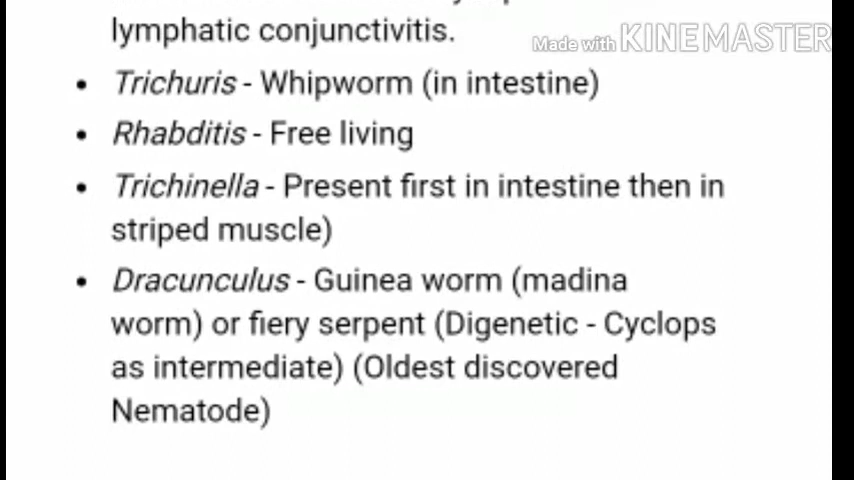 lymphatic conjunctivitis.
Made with KINEMASTER
• Trichuris - Whipworm (in intestine)
• Rhabditis - Free living
• Trichinella - Present first in intestine then in
striped muscle)
• Dracunculus - Guinea worm (madina
worm) or fiery serpent (Digenetic - Cyclops
as intermediate) (Oldest discovered
Nematode)